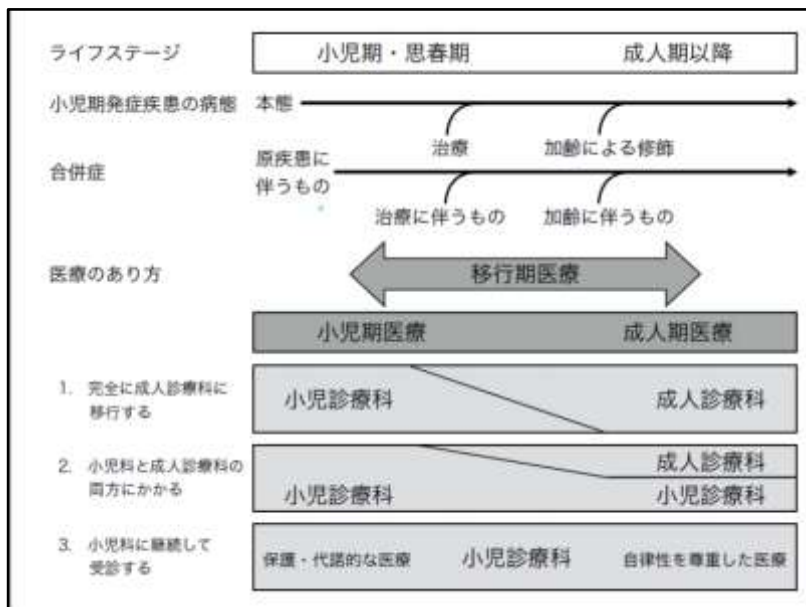 ライフステージ
小児期・思春期
成人期以降
小児期発症疾患の病態
本態
治療
加齢による修飾
合併症
原疾患に
伴うもの
治療に伴うもの
加齢に伴うもの
医療のあり方
移行期医療
小児期医療
成人期医療
1. 完全に成人診療科に
移行する
小児診療科
成人診療科
2. 小児科と成人診療科の
両方にかかる
成人診療科
小児診療科
小児診療科
3. 小児科に継続して
受診する
保護・代諾的な医療
小児診療科
自律性を尊重した医療